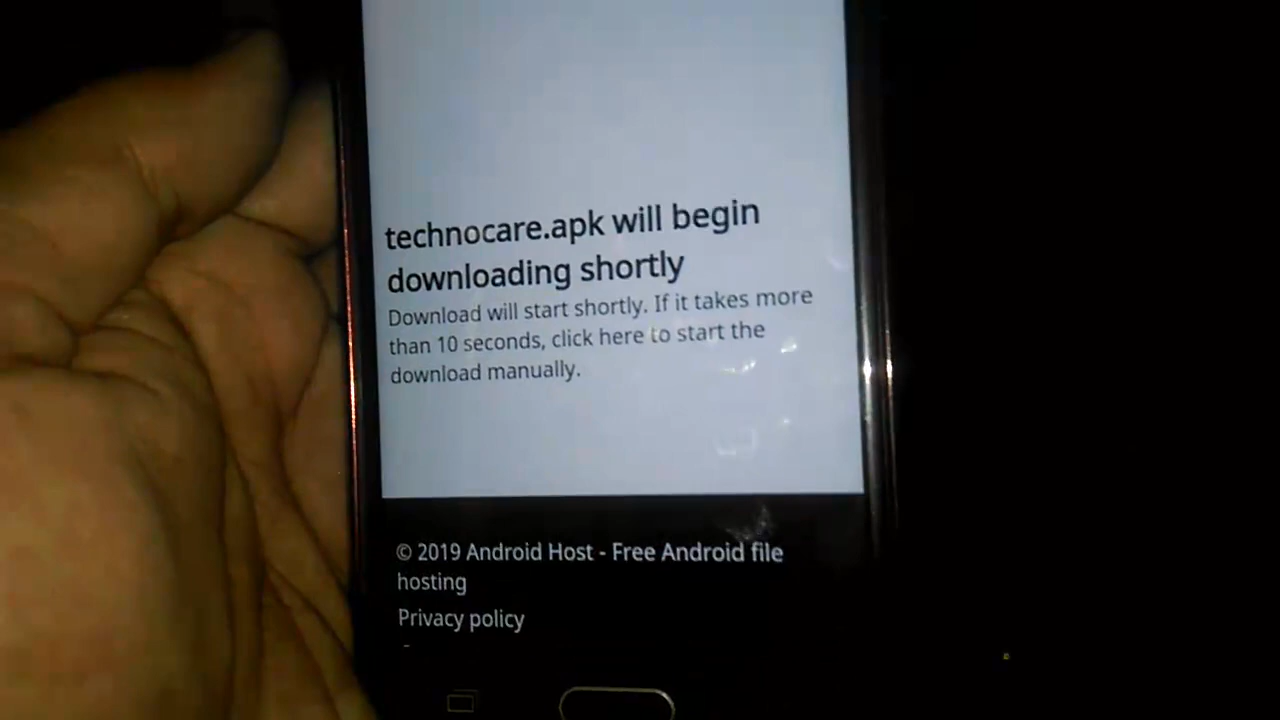 technocare.apk will begin
downloading shortly
Download will start shortly. If it takes more
than 10 seconds, click here to start the
download manually.
© 2019 Android Host - Free Android file
hosting
Privacy policy